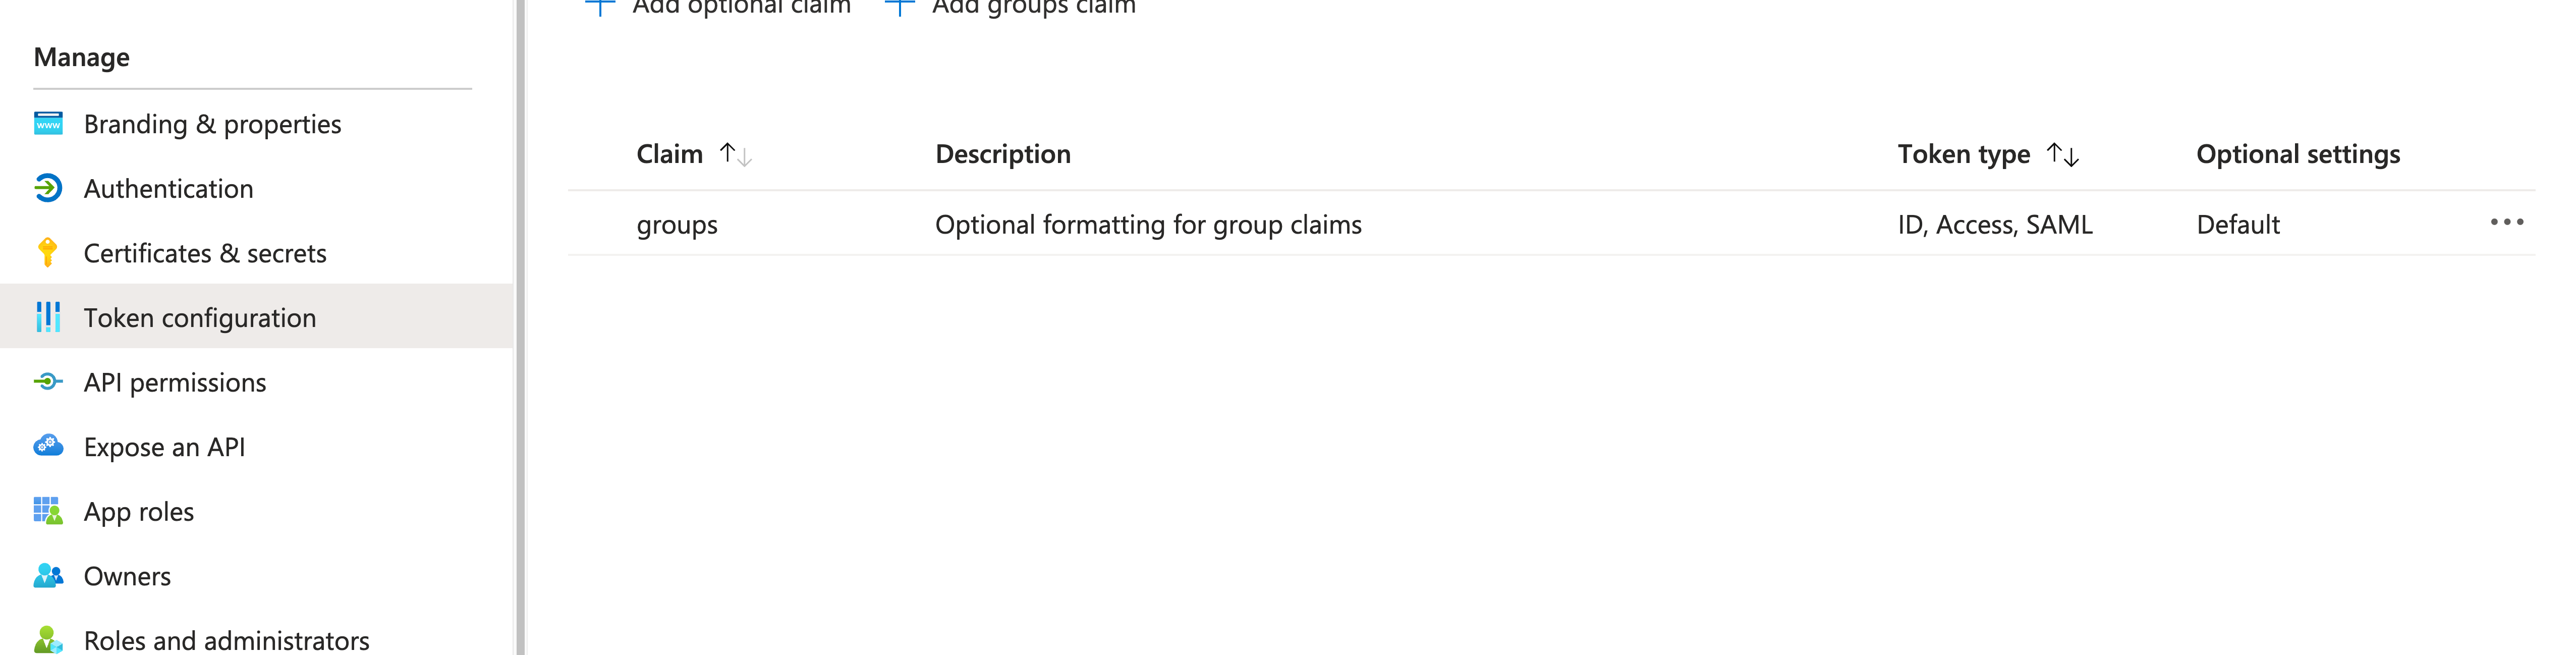 Add optional claim
Add groups claim
Manage
Branding & properties
Authentication
Certificates & secrets
Token configuration
API permissions
Expose an API
App roles
Owners
Roles and administrators
Claim
Description
Token type
Optional settings
groups
Optional formatting for group claims
ID, Access, SAML
Default